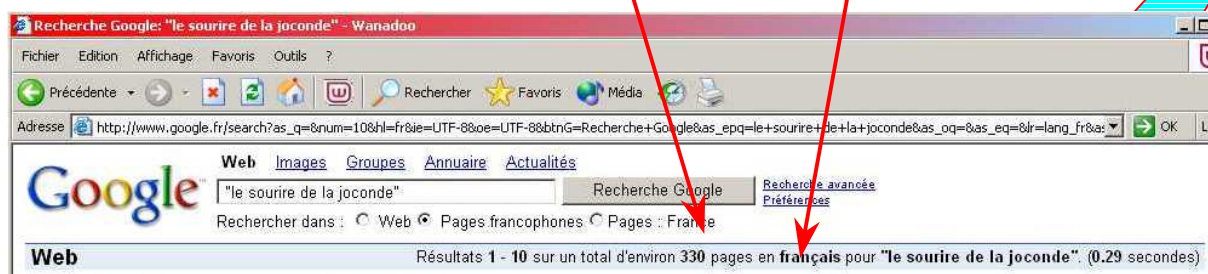 Recherche Google: "le sourire de la joconde" - Wanadoo
Fichier Edition Affichage Favoris Outils ?
Précédente Rechercher Favoris Média
Adresse http://www.google.fr/search?as_q=&num=10&hl=fr&ie=UTF-8&oe=UTF-8&btnG=Recherche+Google&as_epq=le+sourire+de+la+joconde&as_oq=&as_eq=&lr=lang_fr&as OK L
Web Images Groupes Annuaire Actualités
Google "le sourire de la joconde" Recherche Google Recherche avancée
Préférences
Rechercher dans : Web Pages francophones Pages : France
Web Résultats 1 - 10 sur un total d'environ 330 pages en français pour "le sourire de la joconde". (0.29 secondes)